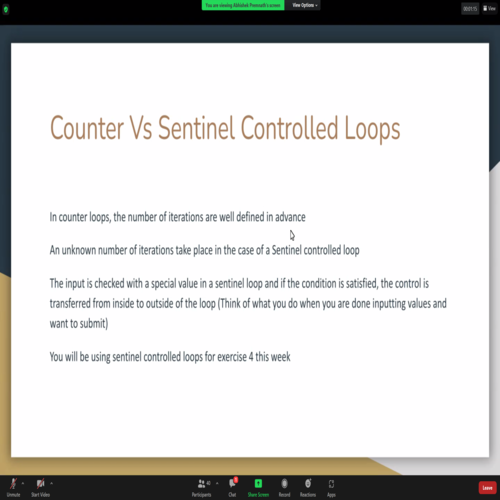 You are viewing Abhishek Premnath's screen
View Options
00:01:15
View
Counter Vs Sentinel Controlled Loops
In counter loops, the number of iterations are well defined in advance
An unknown number of iterations take place in the case of a Sentinel controlled loop
The input is checked with a special value in a sentinel loop and if the condition is satisfied, the control is
transferred from inside to outside of the loop (Think of what you do when you are done inputting values and
want to submit)
You will be using sentinel controlled loops for exercise 4 this week
Unmute
Start Video
Participants
Chat
Share Screen
Record
Reactions
Apps
Leave